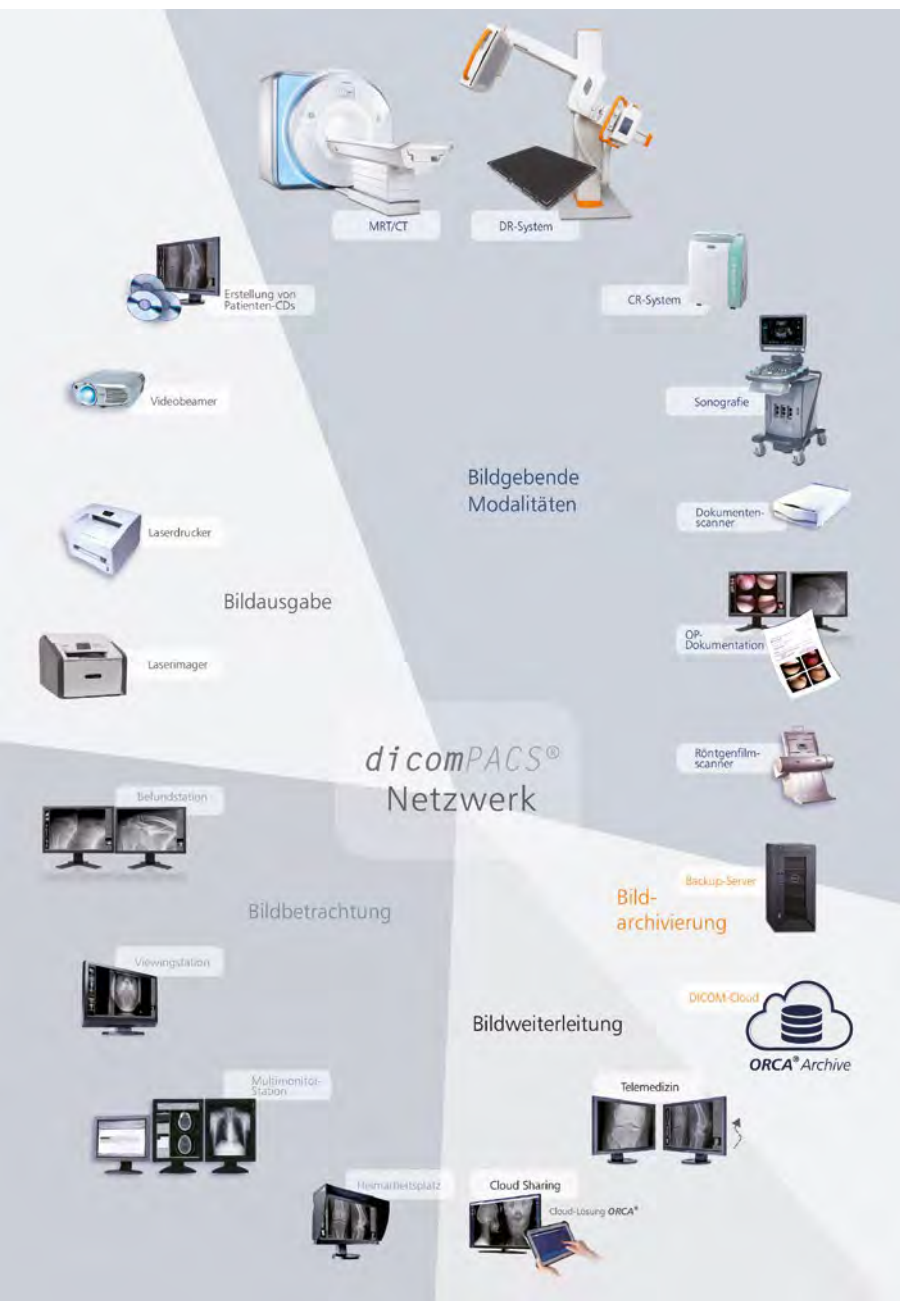 MRT/CT
DR-System
Erstellung von
Patienten-CDs
CR-System
Videobeamer
Sonografie
Bildgebende
Modalitäten
Dokumenten-
scanner
Laserdrucker
Bildausgabe
OP-
Dokumentation
Laserimager
dicomPACS®
Netzwerk
Röntgenfilm-
scanner
Befundstation
Backup-Server
Bild-
archivierung
Bildbetrachtung
Viewingstation
DICOM-Cloud
Bildweiterleitung
ORCA® Archive
Multimonitor-
Station
Telemedizin
Heimarbeitsplatz
Cloud Sharing
Cloud-Lösung ORCA®